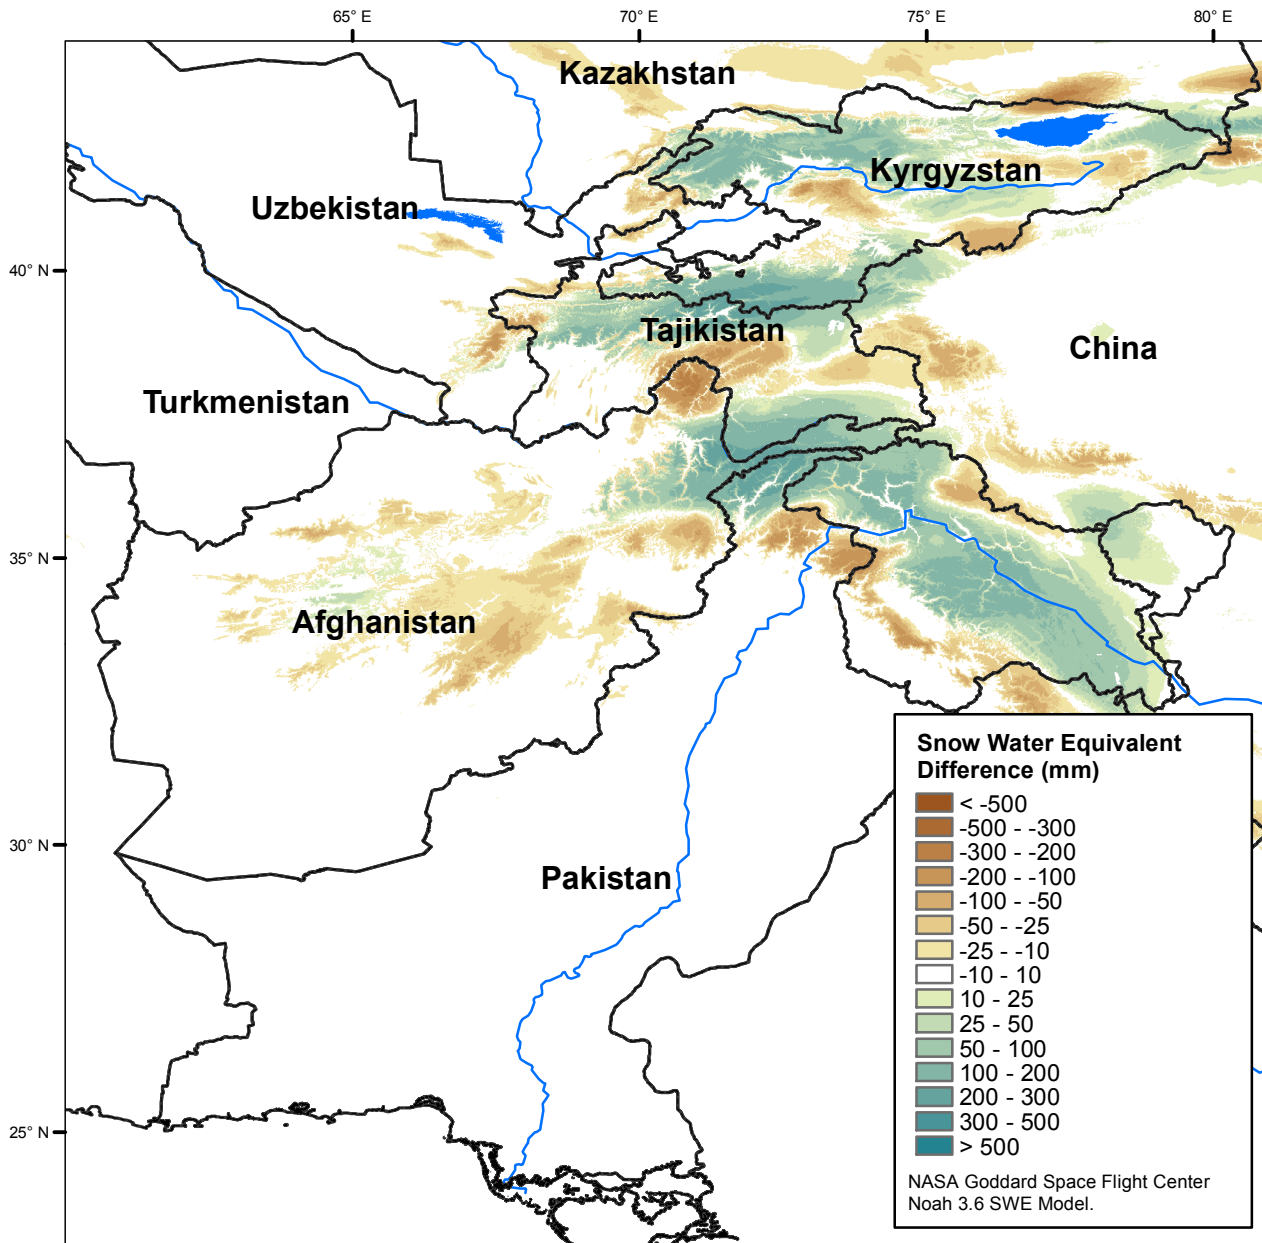 65° E
70° E
75° E
80° E
Kazakhstan
Kyrgyzstan
Uzbekistan
40° N
Tajikistan
China
Turkmenistan
35° N
Afghanistan
Snow Water Equivalent
Difference (mm)
< -500
-500 - -300
-300 - -200
-200 - -100
-100 - -50
-50 - -25
-25 - -10
-10 - 10
10 - 25
25 - 50
50 - 100
100 - 200
200 - 300
300 - 500
> 500
NASA Goddard Space Flight Center
Noah 3.6 SWE Model.
30° N
Pakistan
25° N